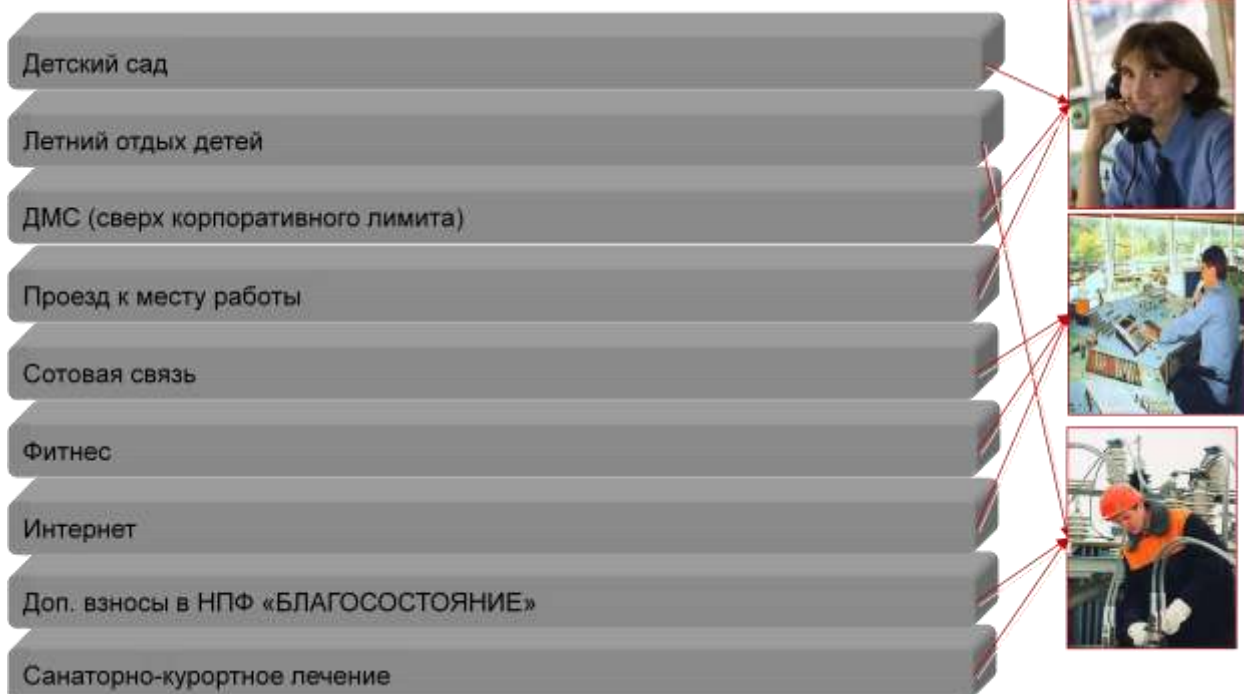 Детский сад
Летний отдых детей
ДМС (сверх корпоративного лимита)
Проезд к месту работы
Сотовая связь
Фитнес
Интернет
Доп. взносы в НПФ «БЛАГОСОСТОЯНИЕ»
Санаторно-курортное лечение